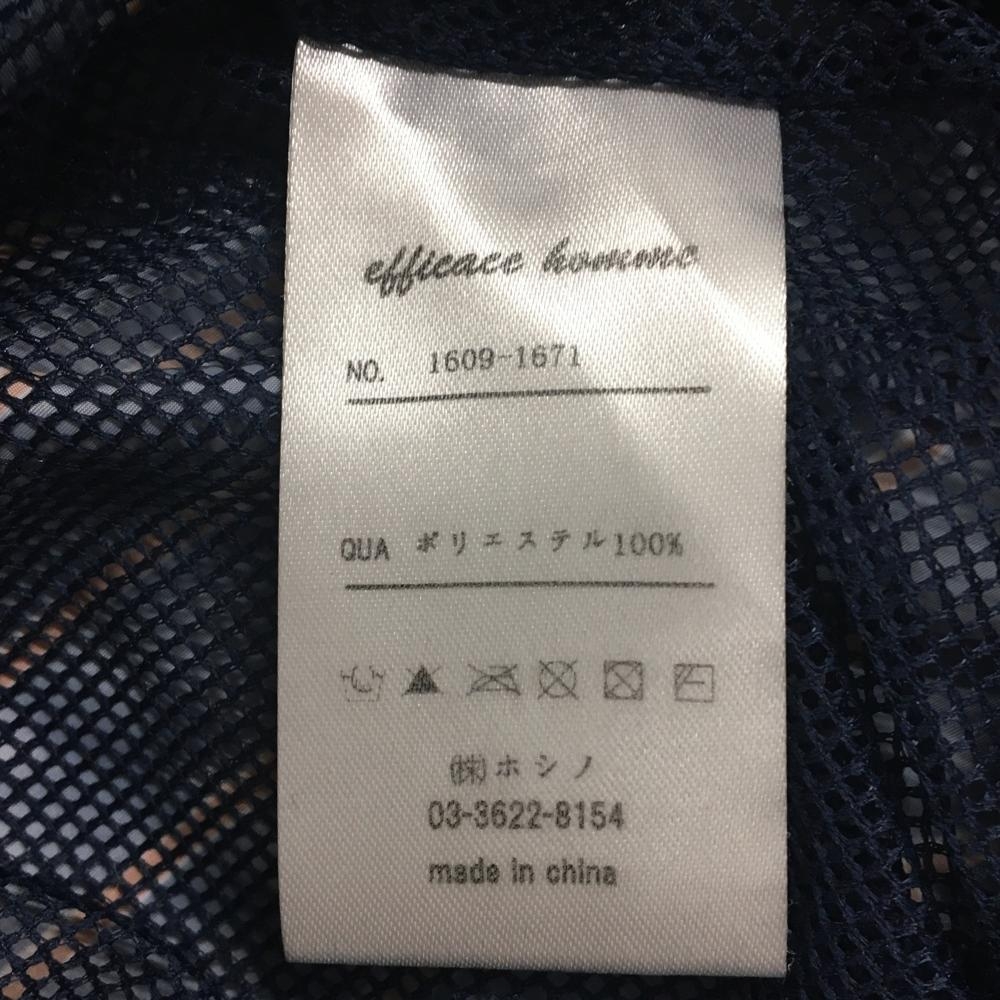 efficace homme
NO. 1609-1671
QUA ポリエステル100%
㈱ホシノ
03-3622-8154
made in china